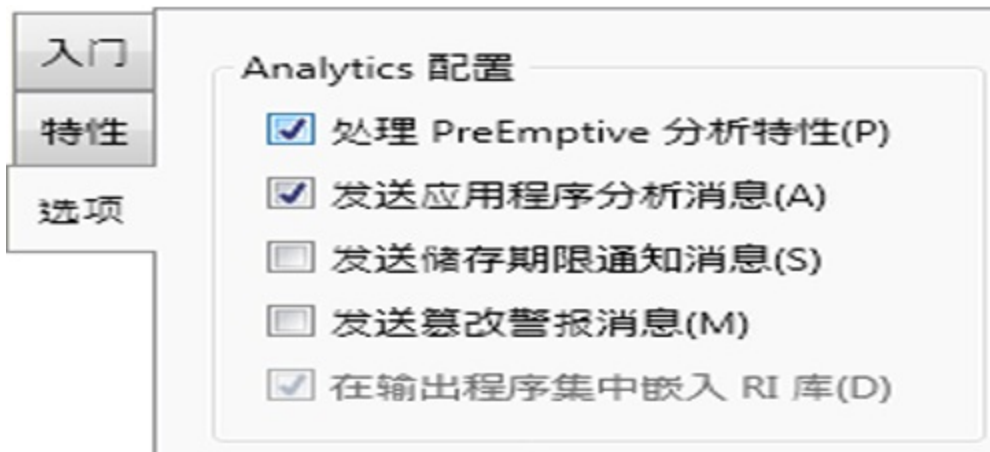 入门
特性
选项
Analytics 配置
处理 PreEmptive 分析特性(P)
发送应用程序分析消息(A)
发送储存期限通知消息(S)
发送篡改警报消息(M)
在输出程序集中嵌入 RI 库(D)